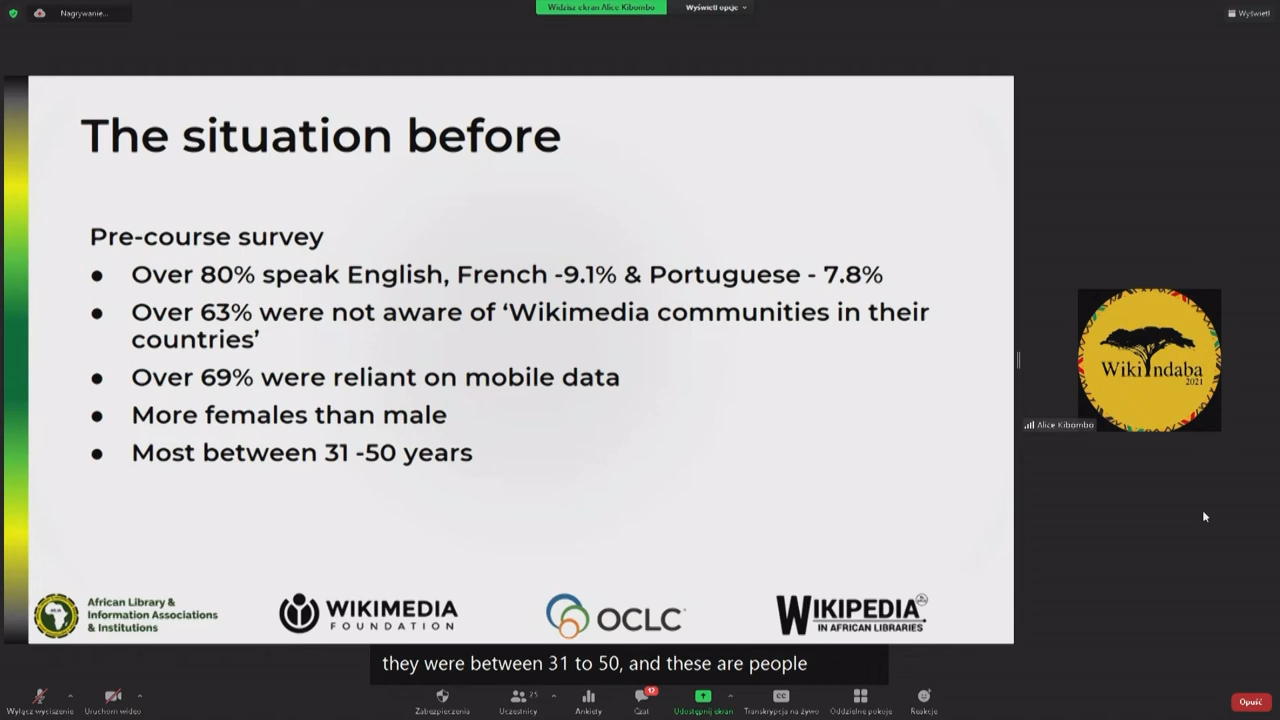 Nagrywanie...
Widzisz ekran Alice Kibombo
Wyświetl opcje
Wyświetl
The situation before
Pre-course survey
● Over 80% speak English, French -9.1% & Portuguese - 7.8%
● Over 63% were not aware of ‘Wikimedia communities in their
countries’
● Over 69% were reliant on mobile data
● More females than male
● Most between 31 -50 years
WikiIndaba
2021
Alice Kibombo
African Library &
Information Associations
& Institutions
WIKIMEDIA
FOUNDATION
OCLC
WIKIPEDIA
IN AFRICAN LIBRARIES
they were between 31 to 50, and these are people
Wyłącz wyciszenie
Uruchom wideo
Zabezpieczenia
Uczestnicy
25
Ankiety
Czat
12
Udostępnij ekran
CC
Transkrypcja na żywo
Oddzielne pokoje
Reakcje
Opuść